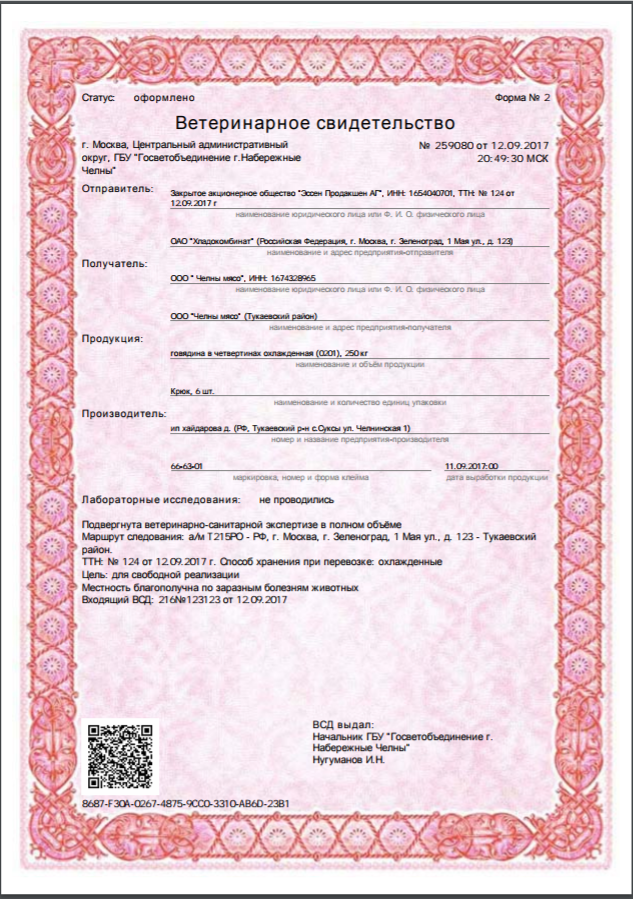 Статус: оформлено
Форма № 2
Ветеринарное свидетельство
г. Москва, Центральный административный
округ, ГБУ "Госветобъединение г.Набережные
Челны"
№ 259080 от 12.09.2017
20:49:30 МСК
Отправитель:
Закрытое акционерное общество "Эссен Продакшен АГ", ИНН: 1654040701, ТТН: № 124 от
12.09.2017 г
наименование юридического лица или Ф. И. О. физического лица
ОАО "Хладокомбинат" (Российская Федерация, г. Москва, г. Зеленоград, 1 Мая ул., д. 123)
наименование и адрес предприятия-отправителя
Получатель:
ООО " Челны мясо", ИНН: 1674328965
наименование юридического лица или Ф. И. О. физического лица
ООО "Челны мясо" (Тукаевский район)
наименование и адрес предприятия-получателя
Продукция:
говядина в четвертинах охлажденная (0201), 250 кг
наименование и объём продукции
Крюк, 6 шт.
наименование и количество единиц упаковки
Производитель:
ип хайдарова д. (РФ, Тукаевский р-н с.Суксы ул. Челнинская 1)
номер и название предприятия-производителя
66-63-01
11.09.2017:00
маркировка, номер и форма клейма
дата выработки продукции
Лабораторные исследования: не проводились
Подвергнута ветеринарно-санитарной экспертизе в полном объёме
Маршрут следования: а/м Т215РО - РФ, г. Москва, г. Зеленоград, 1 Мая ул., д. 123 - Тукаевский
район.
ТТН: № 124 от 12.09.2017 г. Способ хранения при перевозке: охлажденные
Цель: для свободной реализации
Местность благополучна по заразным болезням животных
Входящий ВСД: 216№123123 от 12.09.2017
ВСД выдал:
Начальник ГБУ "Госветобъединение г.
Набережные Челны"
Нугуманов И.Н.
8687-F30A-0267-4875-9CC0-3310-AB6D-23B1